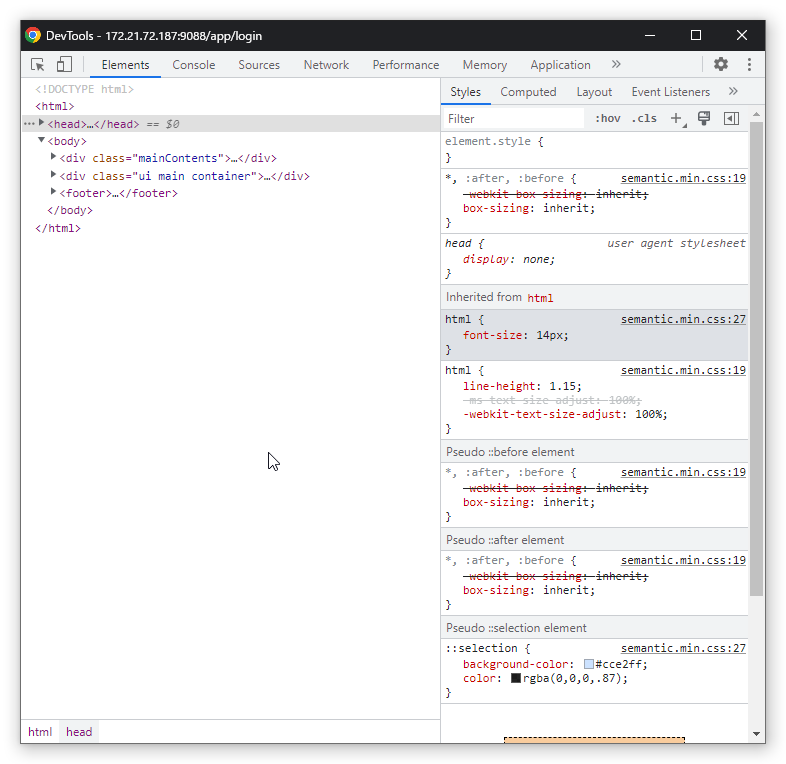 DevTools - 172.21.72.187:9088/app/login
Elements Console Sources Network Performance Memory Application »
<!DOCTYPE html>
<html>
<head>…</head> == $0
<body>
<div class="mainContents">…</div>
<div class="ui main container">…</div>
<footer>…</footer>
</body>
</html>
html head
Styles Computed Layout Event Listeners »
Filter :hov .cls +
element.style {
}
*, :after, :before { semantic.min.css:19
-webkit-box-sizing: inherit;
box-sizing: inherit;
}
head { user agent stylesheet
display: none;
}
Inherited from html
html { semantic.min.css:27
font-size: 14px;
}
html { semantic.min.css:19
line-height: 1.15;
-ms-text-size-adjust: 100%;
-webkit-text-size-adjust: 100%;
}
Pseudo ::before element
*, :after, :before { semantic.min.css:19
-webkit-box-sizing: inherit;
box-sizing: inherit;
}
Pseudo ::after element
*, :after, :before { semantic.min.css:19
-webkit-box-sizing: inherit;
box-sizing: inherit;
}
Pseudo ::selection element
::selection { semantic.min.css:27
background-color: #cce2ff;
color: rgba(0,0,0,.87);
}